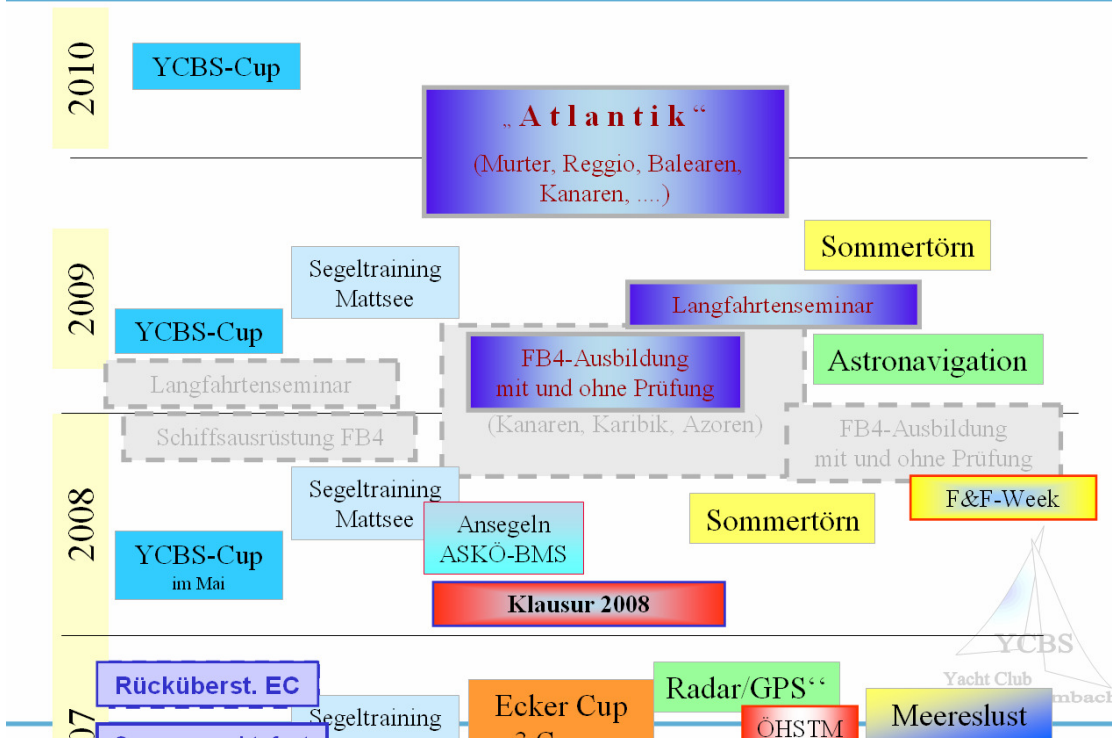 2010
YCBS-Cup
„Atlantik“
(Murter, Reggio, Balearen,
Kanaren, ....)
2009
Sommertörn
Segeltraining
Mattsee
Langfahrtenseminar
YCBS-Cup
FB4-Ausbildung
mit und ohne Prüfung
Astronavigation
Langfahrtenseminar
(Kanaren, Karibik, Azoren)
Schiffsausrüstung FB4
FB4-Ausbildung
mit und ohne Prüfung
2008
Segeltraining
Mattsee
F&F-Week
Ansegeln
ASKÖ-BMS
Sommertörn
YCBS-Cup
im Mai
Klausur 2008
YCBS
Yacht Club
mbach
07
Rücküberst. EC
Segeltraining
Ecker Cup
Radar/GPS“
ÖHSTM
Meereslust